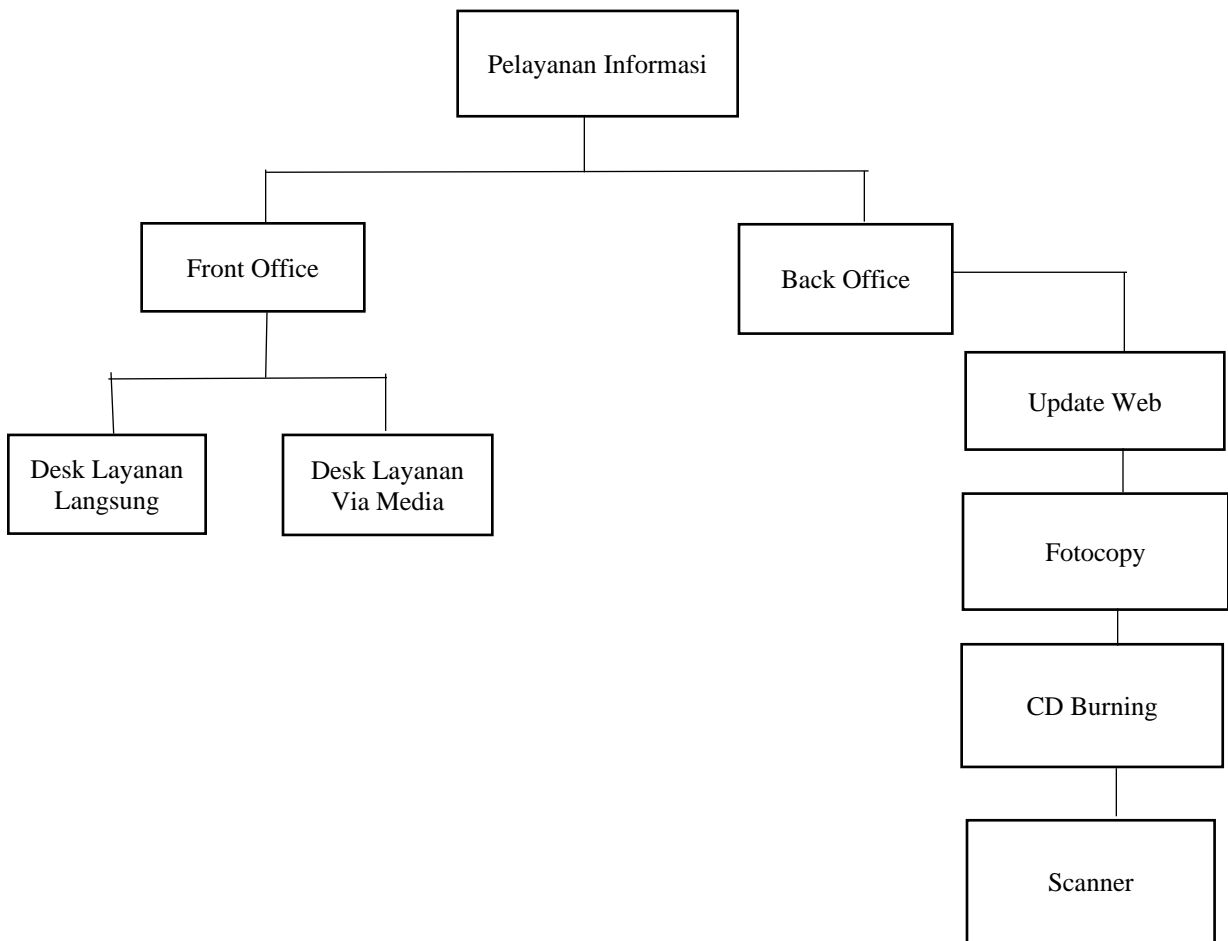 Pelayanan Informasi
Front Office
Back Office
Update Web
Desk Layanan
Langsung
Desk Layanan
Via Media
Fotocopy
CD Burning
Scanner